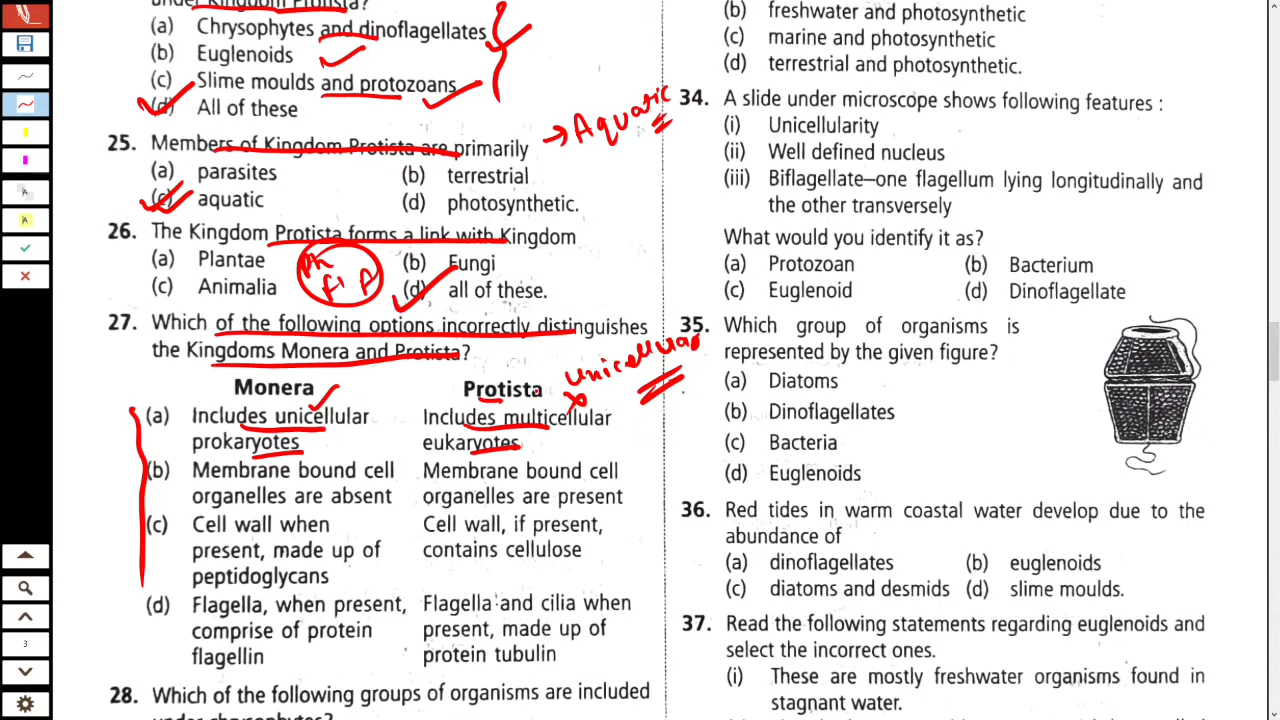 under Kingdom Protista?
(a) Chrysophytes and dinoflagellates
(b) Euglenoids
(c) Slime moulds and protozoans
(d) All of these
25. Members of Kingdom Protista are primarily → Aquatic
(a) parasites (b) terrestrial
(c) aquatic (d) photosynthetic.
26. The Kingdom Protista forms a link with Kingdom
(a) Plantae (b) Fungi
(c) Animalia (d) all of these.
27. Which of the following options incorrectly distinguishes
the Kingdoms Monera and Protista?
unicellular
Monera Protista
(a) Includes unicellular Includes multicellular
prokaryotes eukaryotes
(b) Membrane bound cell Membrane bound cell
organelles are absent organelles are present
(c) Cell wall when Cell wall, if present,
present, made up of contains cellulose
peptidoglycans
(d) Flagella, when present, Flagella and cilia when
comprise of protein present, made up of
flagellin protein tubulin
28. Which of the following groups of organisms are included
under chrysophytes?
(b) freshwater and photosynthetic
(c) marine and photosynthetic
(d) terrestrial and photosynthetic.
34. A slide under microscope shows following features :
(i) Unicellularity
(ii) Well defined nucleus
(iii) Biflagellate—one flagellum lying longitudinally and
the other transversely
What would you identify it as?
(a) Protozoan (b) Bacterium
(c) Euglenoid (d) Dinoflagellate
35. Which group of organisms is
represented by the given figure?
(a) Diatoms
(b) Dinoflagellates
(c) Bacteria
(d) Euglenoids
36. Red tides in warm coastal water develop due to the
abundance of
(a) dinoflagellates (b) euglenoids
(c) diatoms and desmids (d) slime moulds.
37. Read the following statements regarding euglenoids and
select the incorrect ones.
(i) These are mostly freshwater organisms found in
stagnant water.
3